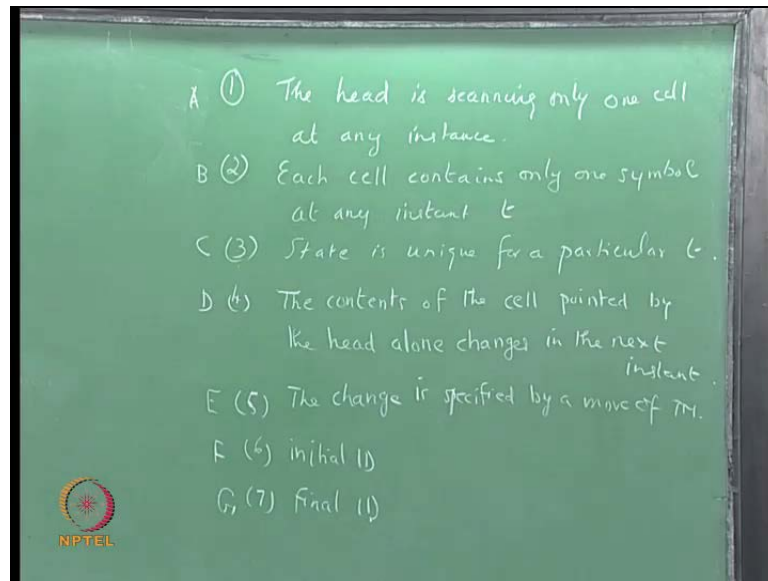 A (1) The head is scanning only one cell
at any instance.
B (2) Each cell contains only one symbol
at any instant t
C (3) State is unique for a particular t.
D (4) The contents of the cell pointed by
the head alone changes in the next
instant.
E (5) The change is specified by a move of TM.
F (6) initial ID
G, (7) Final ID
NPTEL